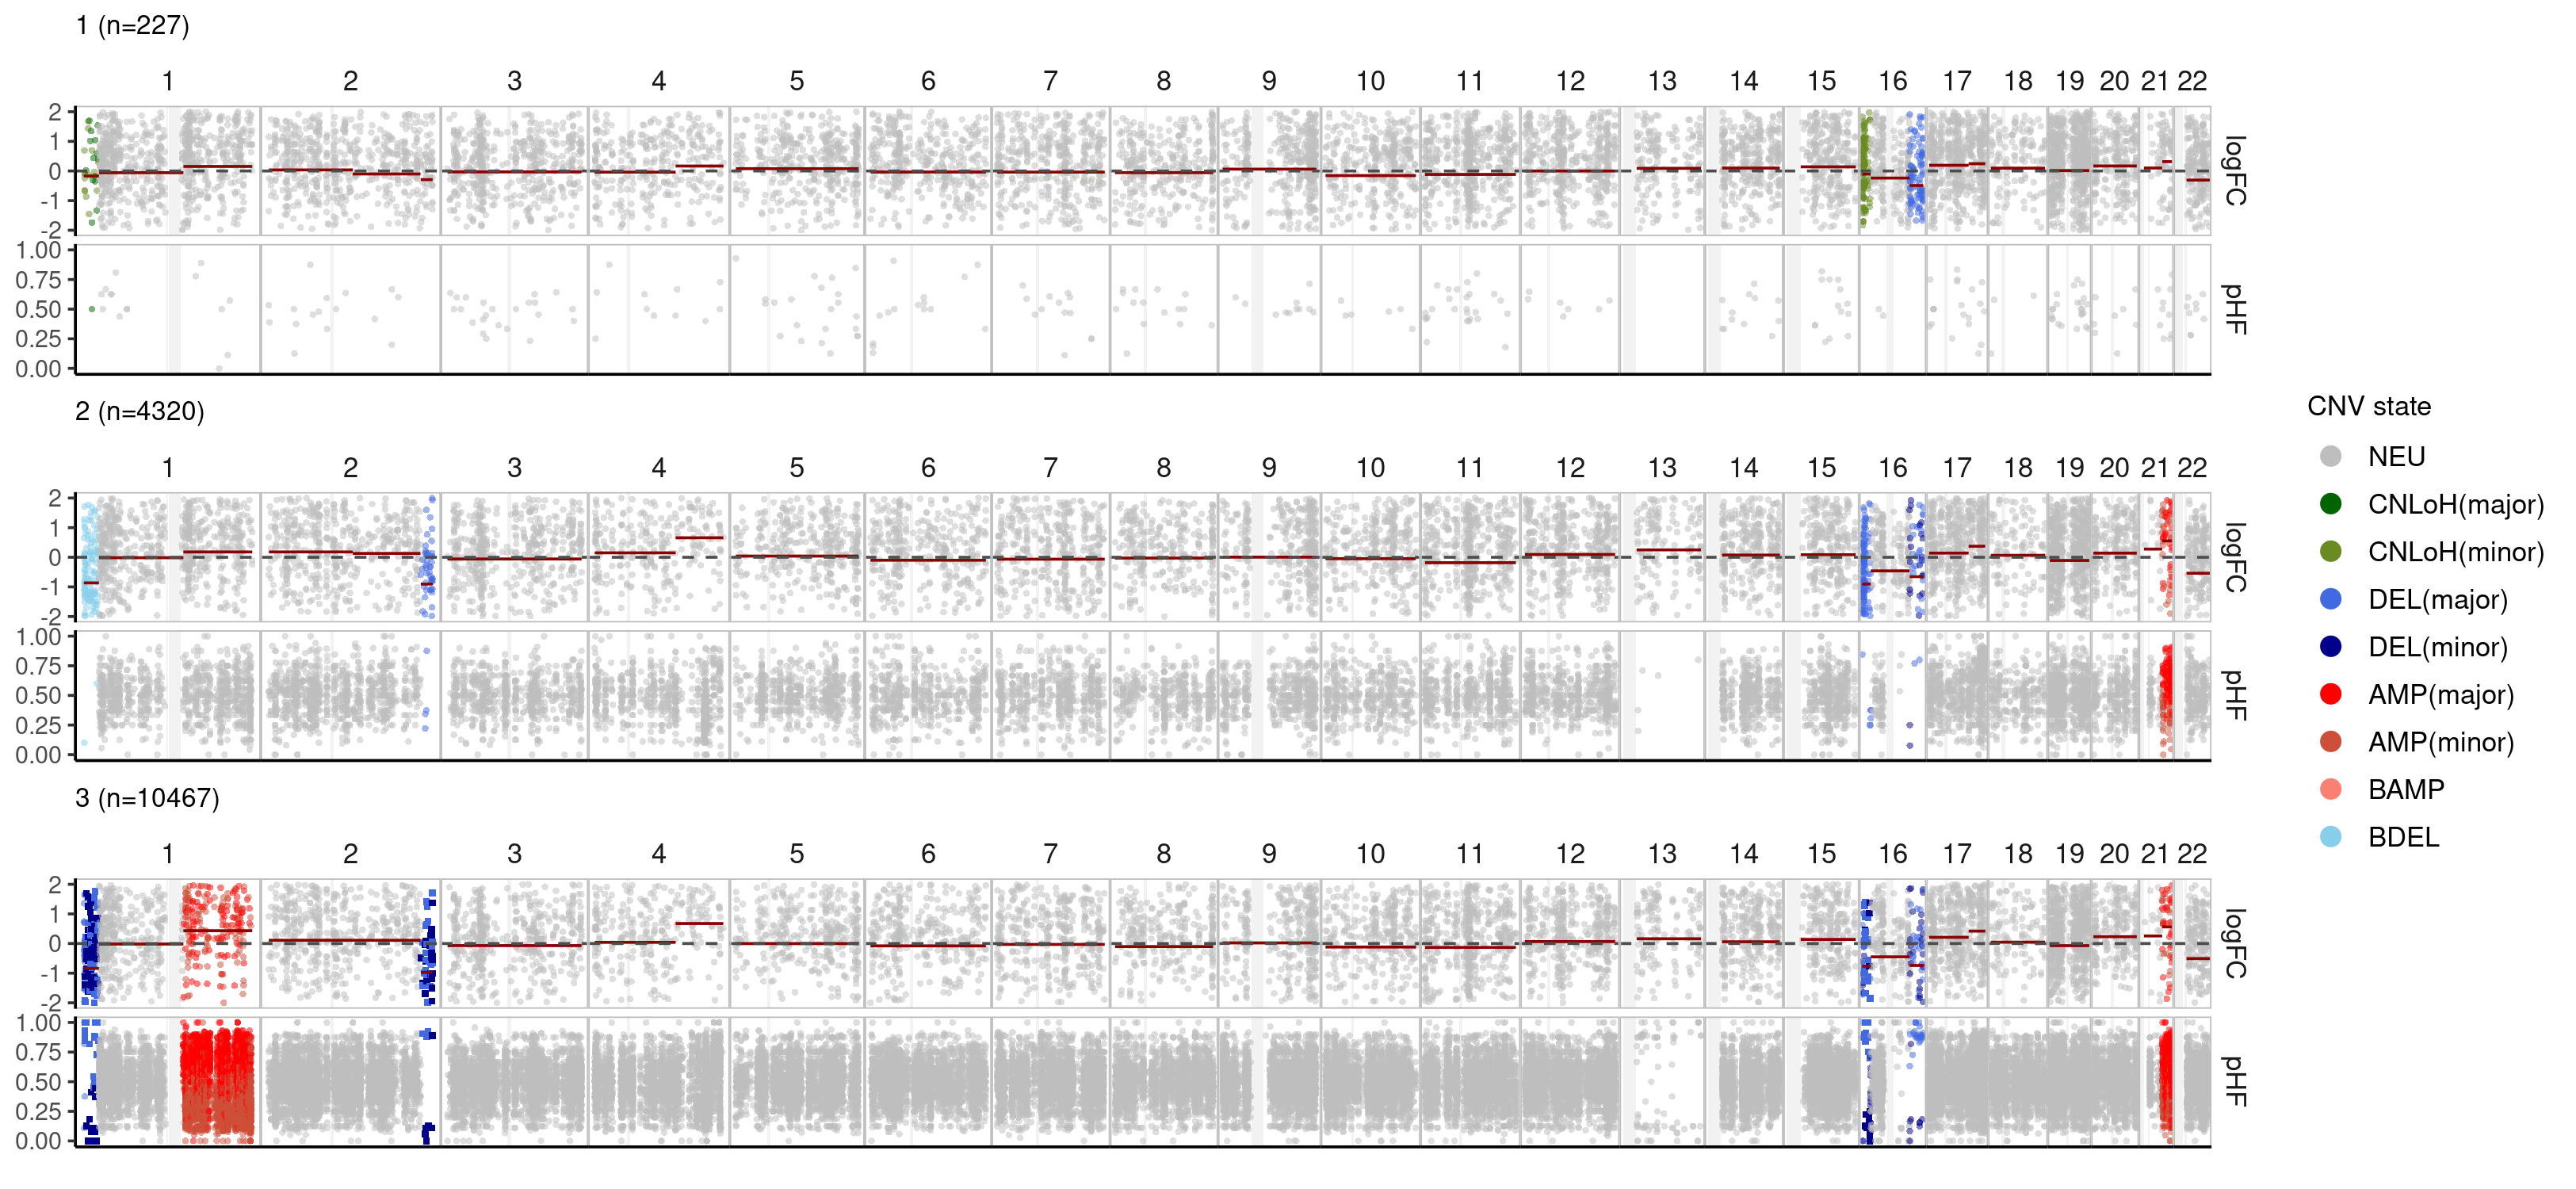 1 (n=227)
1 2 3 4 5 6 7 8 9 10 11 12 13 14 15 16 17 18 19 20 21 22
2
1
0
-1
-2
logFC
1.00
0.75
0.50
0.25
0.00
pHF
2 (n=4320)
1 2 3 4 5 6 7 8 9 10 11 12 13 14 15 16 17 18 19 20 21 22
2
1
0
-1
-2
logFC
1.00
0.75
0.50
0.25
0.00
pHF
3 (n=10467)
1 2 3 4 5 6 7 8 9 10 11 12 13 14 15 16 17 18 19 20 21 22
2
1
0
-1
-2
logFC
1.00
0.75
0.50
0.25
0.00
pHF
CNV state
NEU
CNLoH(major)
CNLoH(minor)
DEL(major)
DEL(minor)
AMP(major)
AMP(minor)
BAMP
BDEL